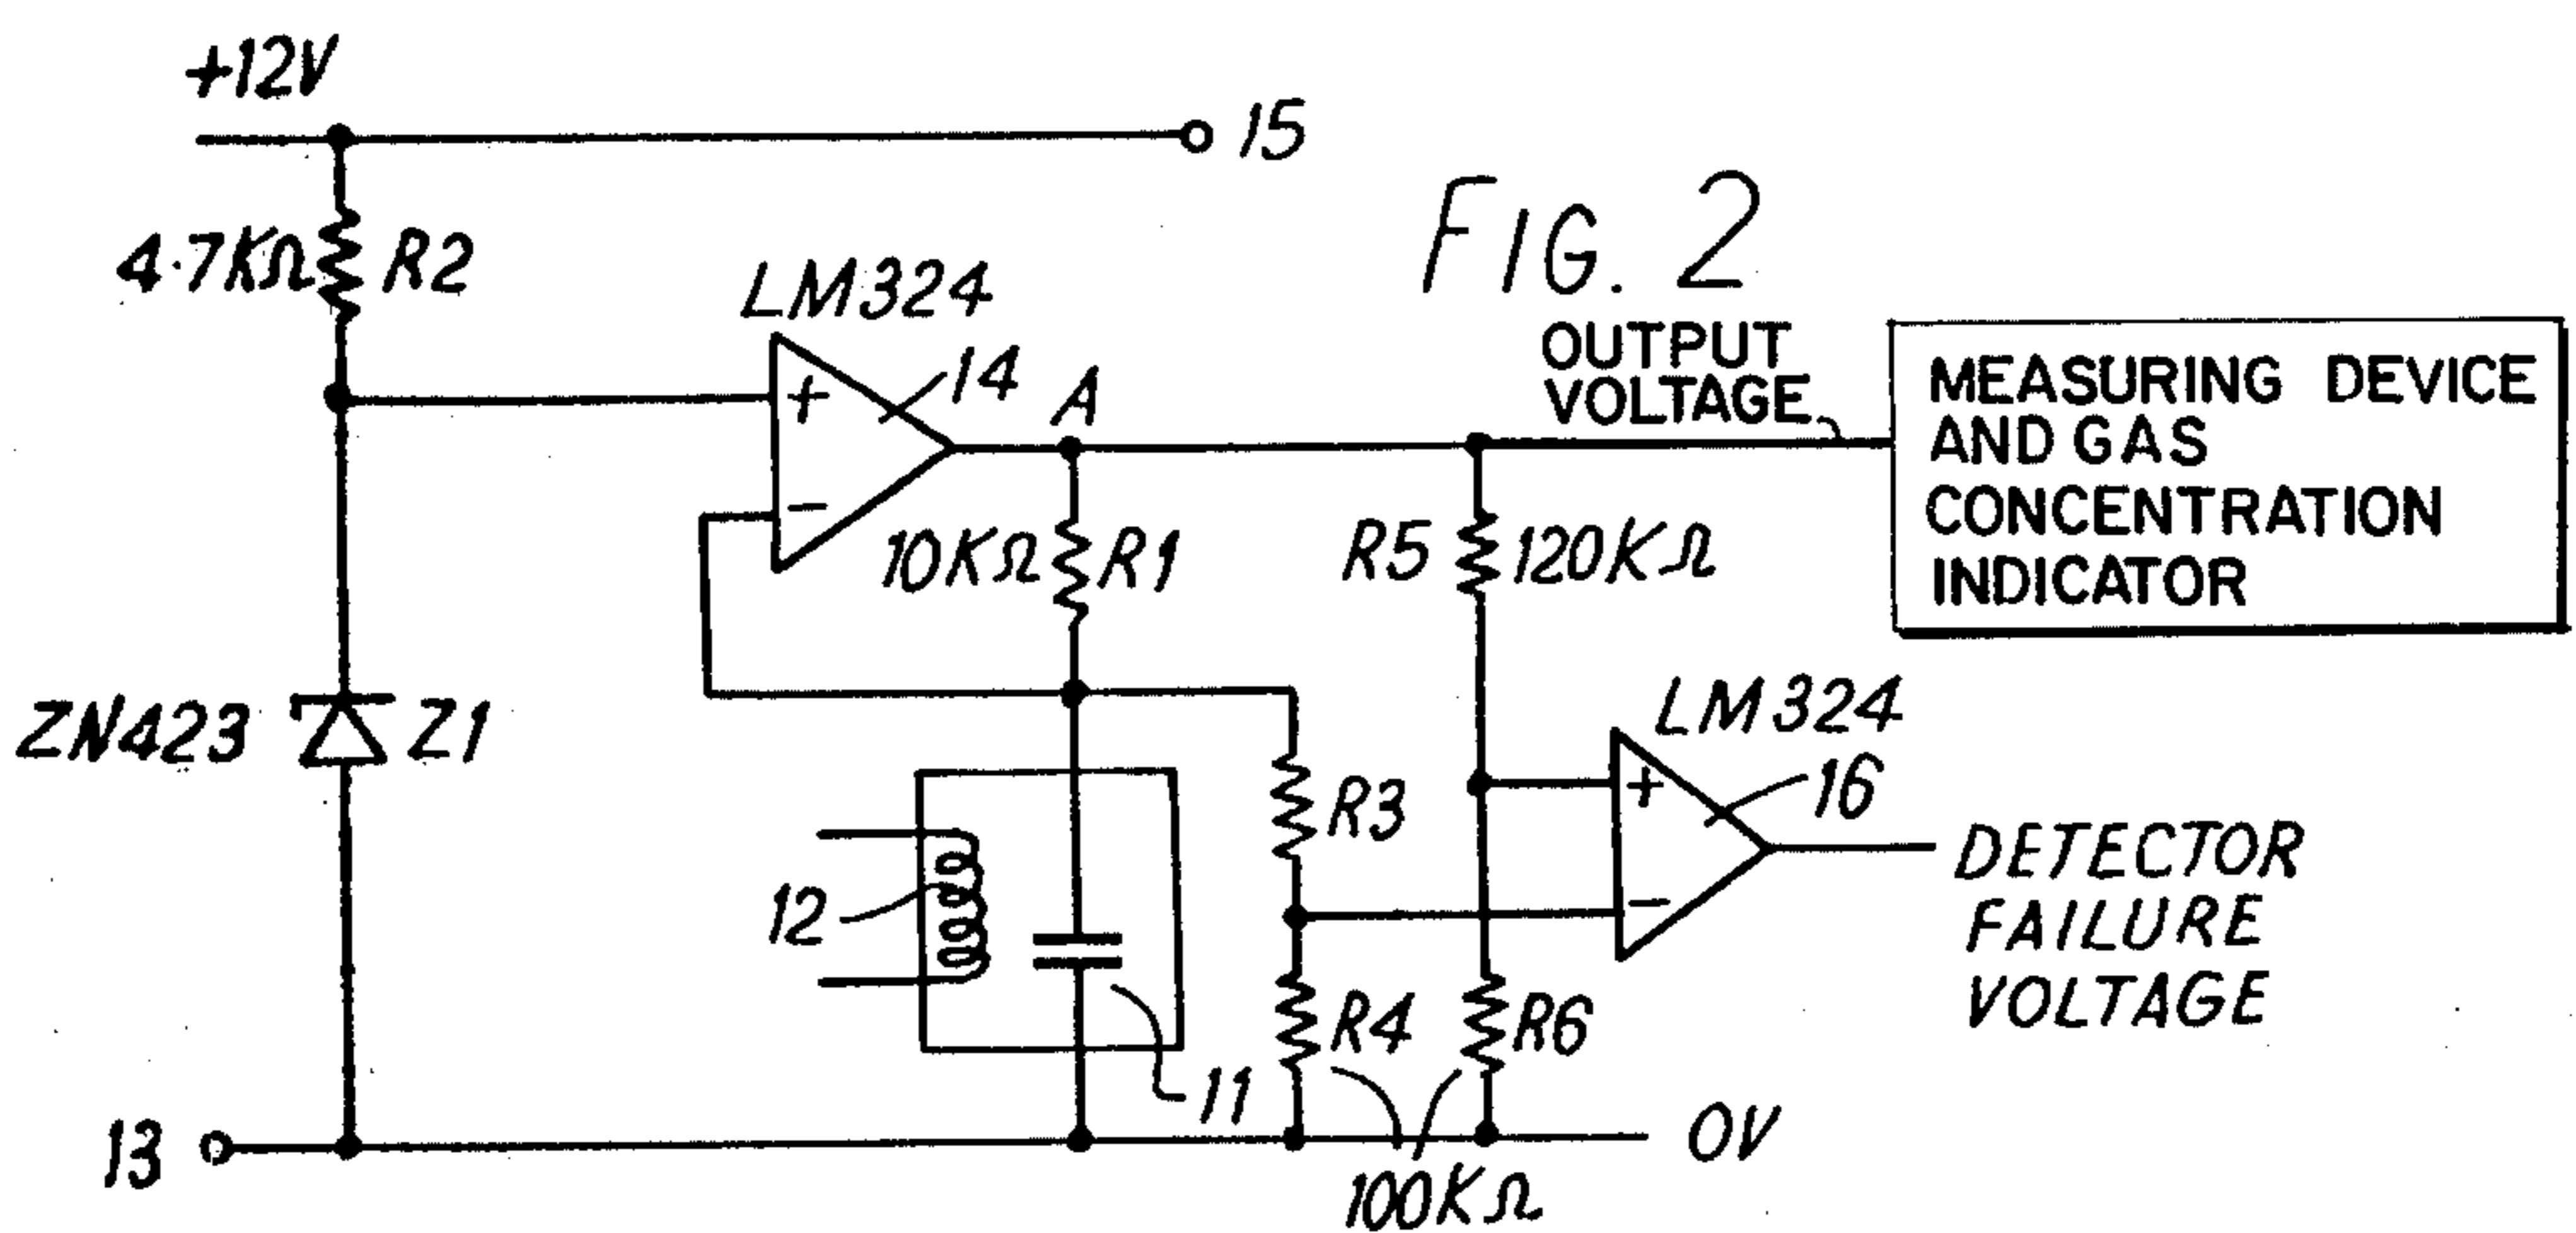 +12V
15
FIG. 2
4.7KΩ R2
LM324
14
A
OUTPUT
VOLTAGE
MEASURING DEVICE
AND GAS
CONCENTRATION
INDICATOR
+
−
10KΩ R1
R5 120KΩ
ZN423 Z1
LM324
16
+
−
R3
12
DETECTOR
FAILURE
VOLTAGE
R4 R6
11
13
0V
100KΩ